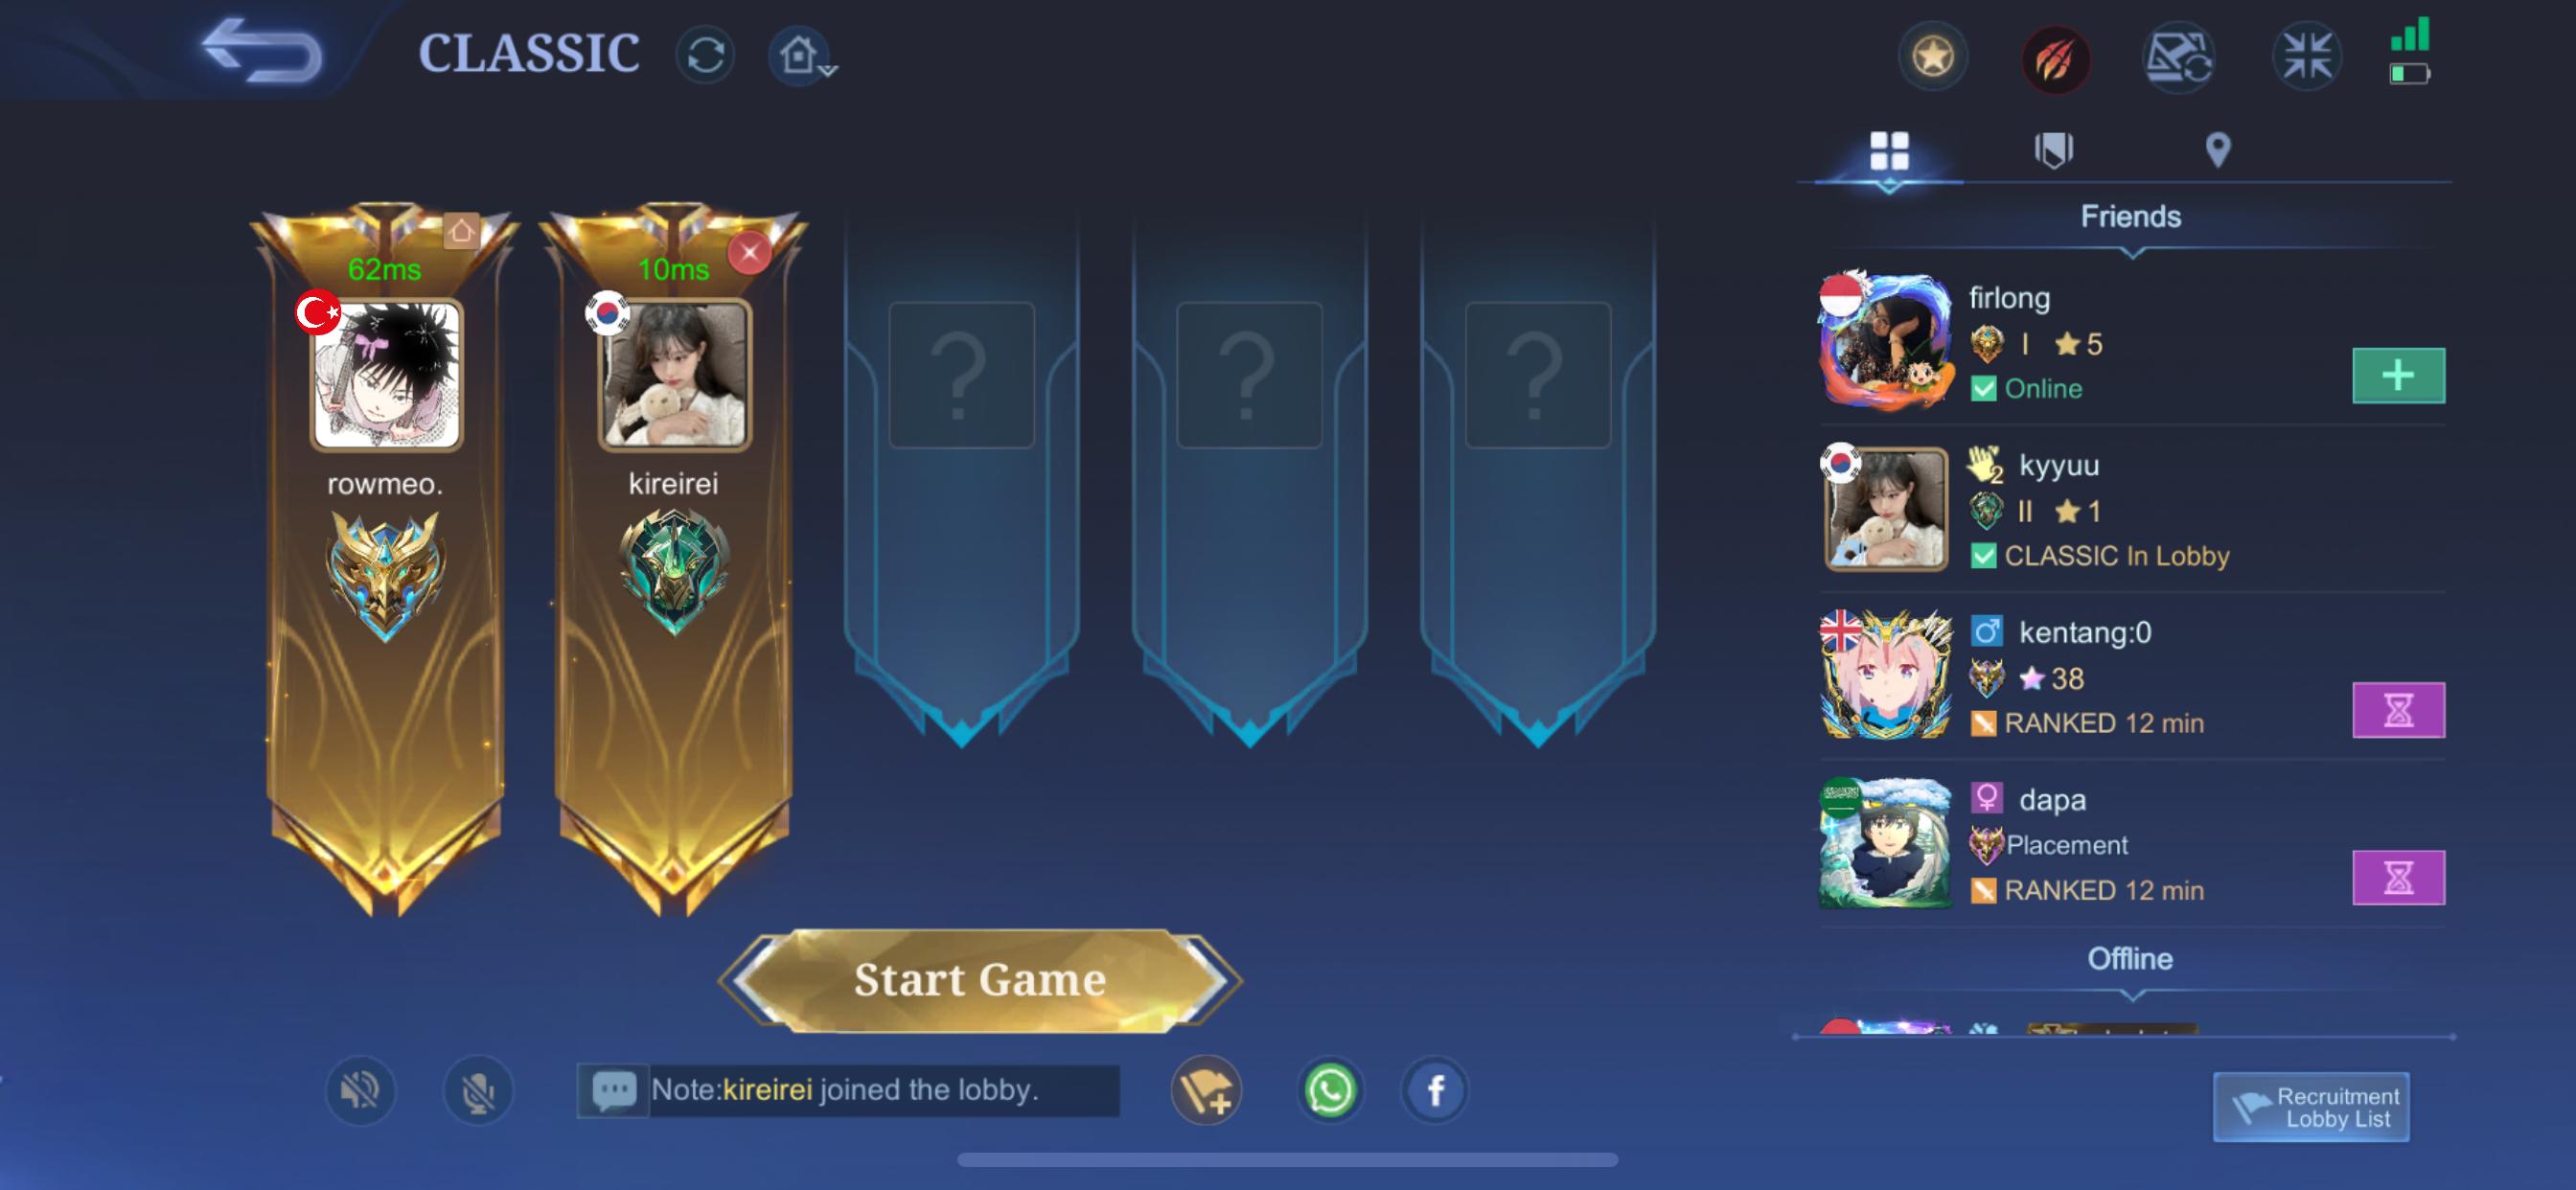 CLASSIC
62ms
rowmeo.
10ms
kireirei
?
?
?
Start Game
Note:kireirei joined the lobby.
Friends
firlong
I ★ 5
Online
2 kyyuu
II ★ 1
CLASSIC In Lobby
kentang:0
★ 38
RANKED 12 min
dapa
Placement
RANKED 12 min
Offline
Recruitment
Lobby List